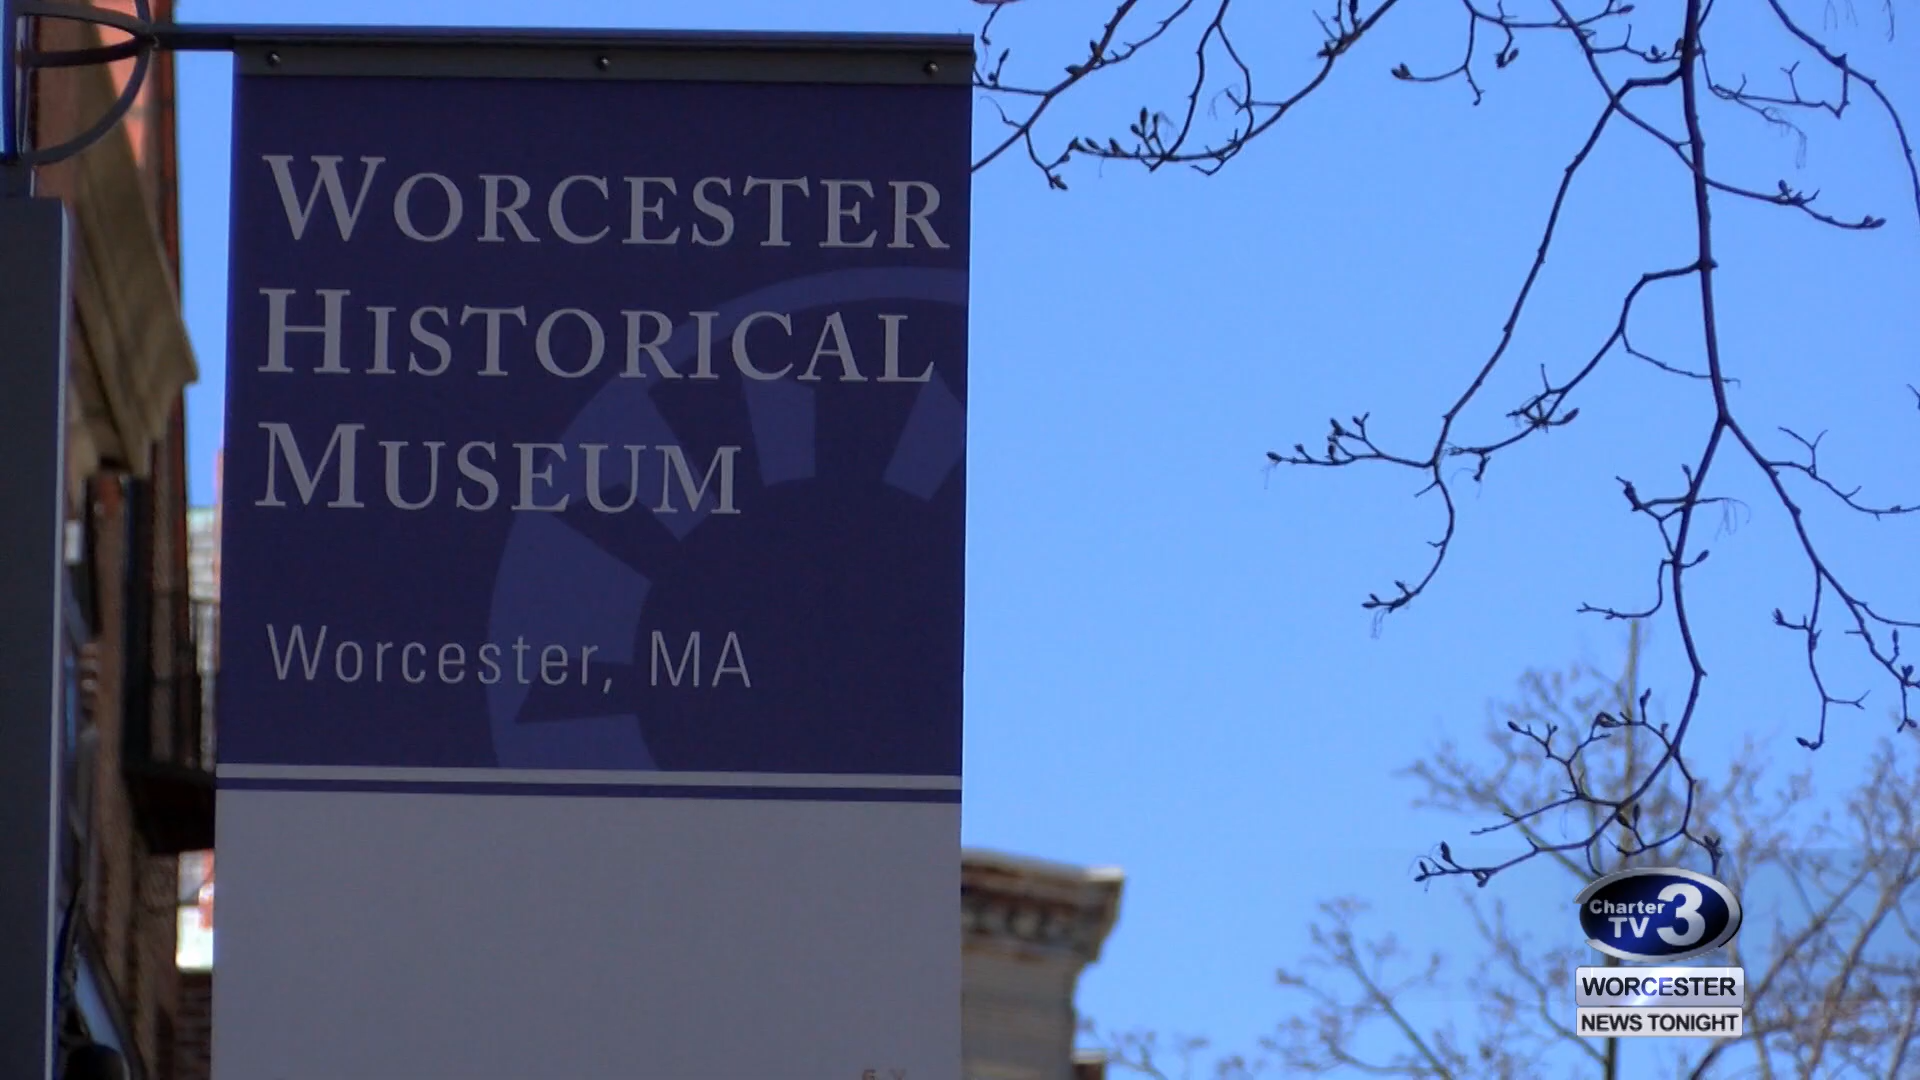 WORCESTER
HISTORICAL
MUSEUM
Worcester, MA
Charter
TV 3
WORCESTER
NEWS TONIGHT